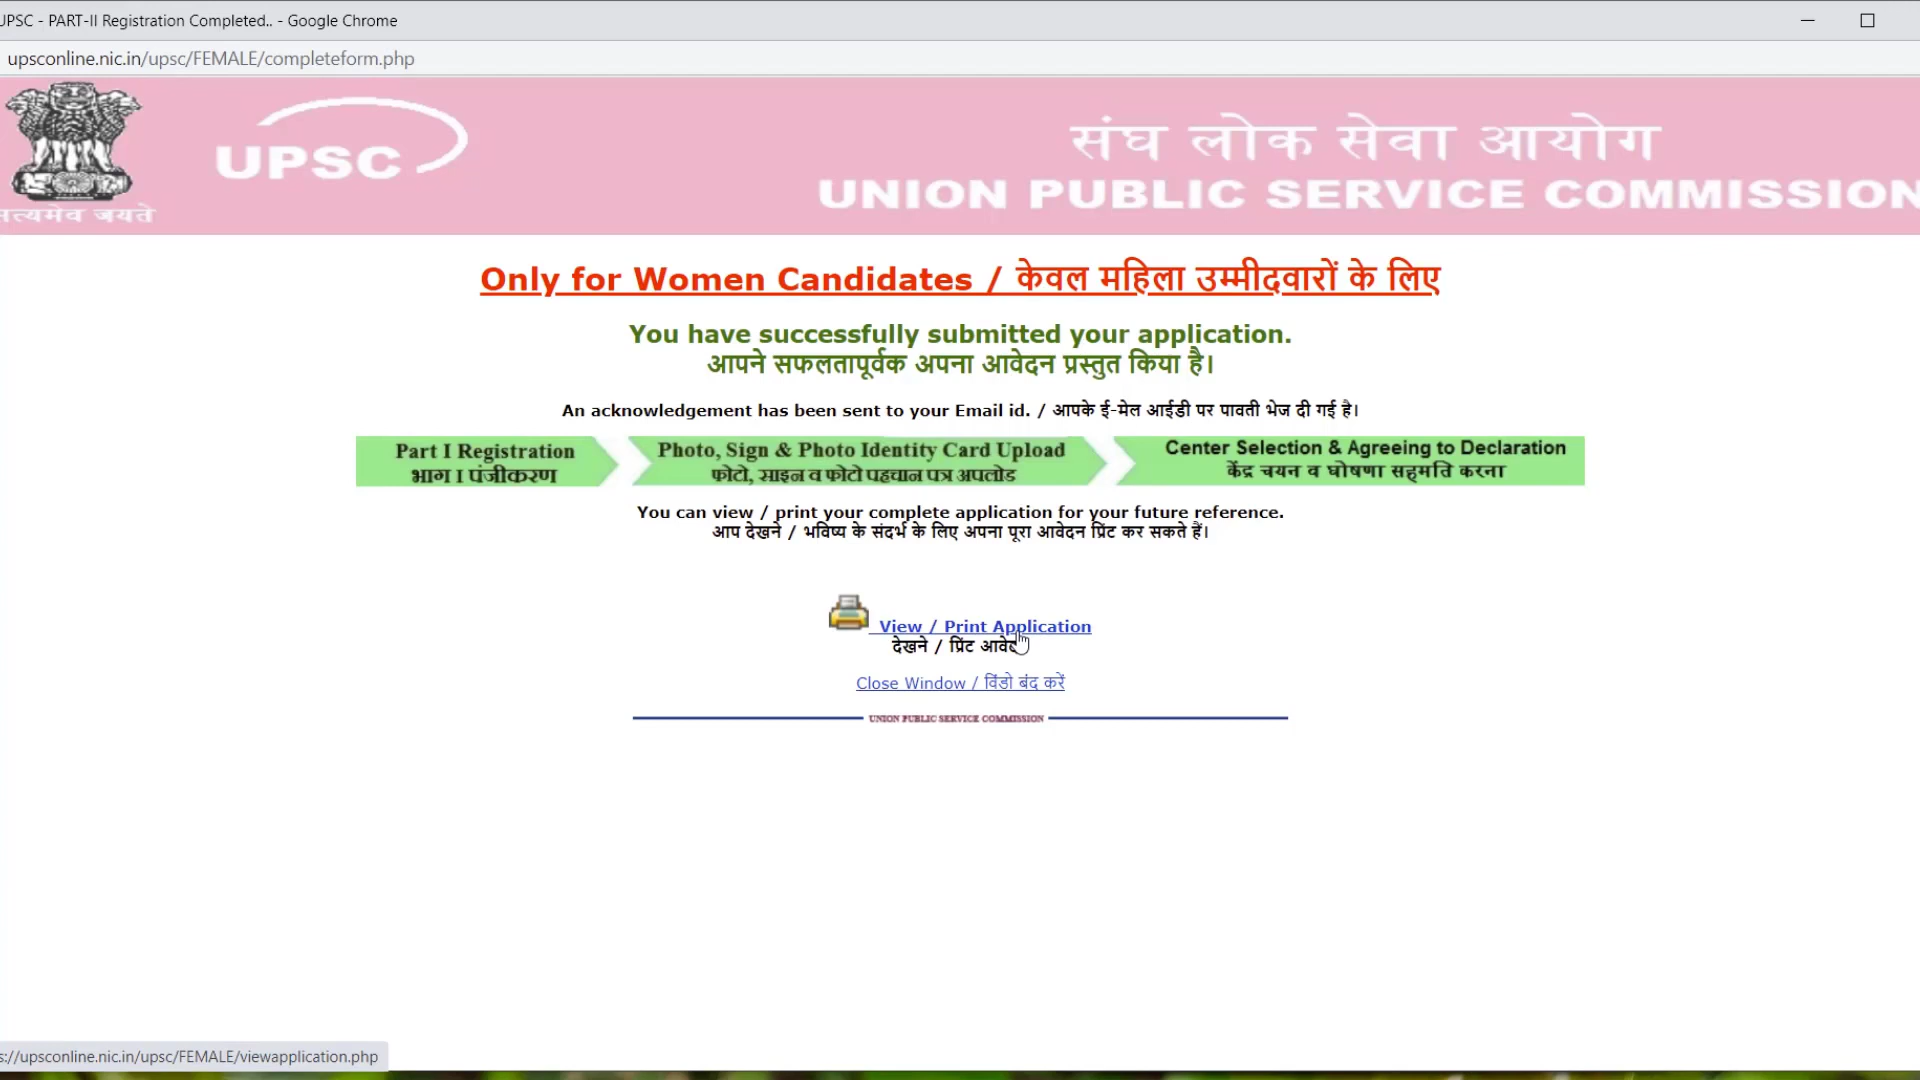 UPSC - PART-II Registration Completed.. - Google Chrome
upsconline.nic.in/upsc/FEMALE/completeform.php
सत्यमेव जयते
UPSC
संघ लोक सेवा आयोग
UNION PUBLIC SERVICE COMMISSION
Only for Women Candidates / केवल महिला उम्मीदवारों के लिए
You have successfully submitted your application.
आपने सफलतापूर्वक अपना आवेदन प्रस्तुत किया है।
An acknowledgement has been sent to your Email id. / आपके ई-मेल आईडी पर पावती भेज दी गई है।
Part I Registration
भाग I पंजीकरण
Photo, Sign & Photo Identity Card Upload
फोटो, साइन व फोटो पहचान पत्र अपलोड
Center Selection & Agreeing to Declaration
केंद्र चयन व घोषणा सहमति करना
You can view / print your complete application for your future reference.
आप देखने / भविष्य के संदर्भ के लिए अपना पूरा आवेदन प्रिंट कर सकते हैं।
View / Print Application
देखने / प्रिंट
Close Window / विंडो बंद करें
UNION PUBLIC SERVICE COMMISSION
s://upsconline.nic.in/upsc/FEMALE/viewapplication.php